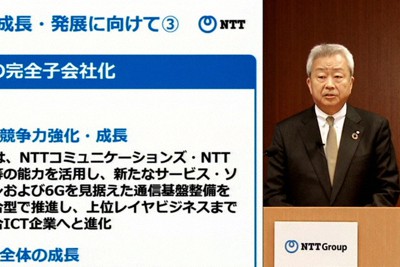 成長・発展に向けて③
NTT
の完全子会社化
競争力強化・成長
は、NTTコミュニケーションズ・NTT
等の能力を活用し、新たなサービス・ソ
ンおよび6Gを見据えた通信基盤整備を
合型で推進し、上位レイヤビジネスまで
合ICT企業へと進化
全体の成長
NTT Group